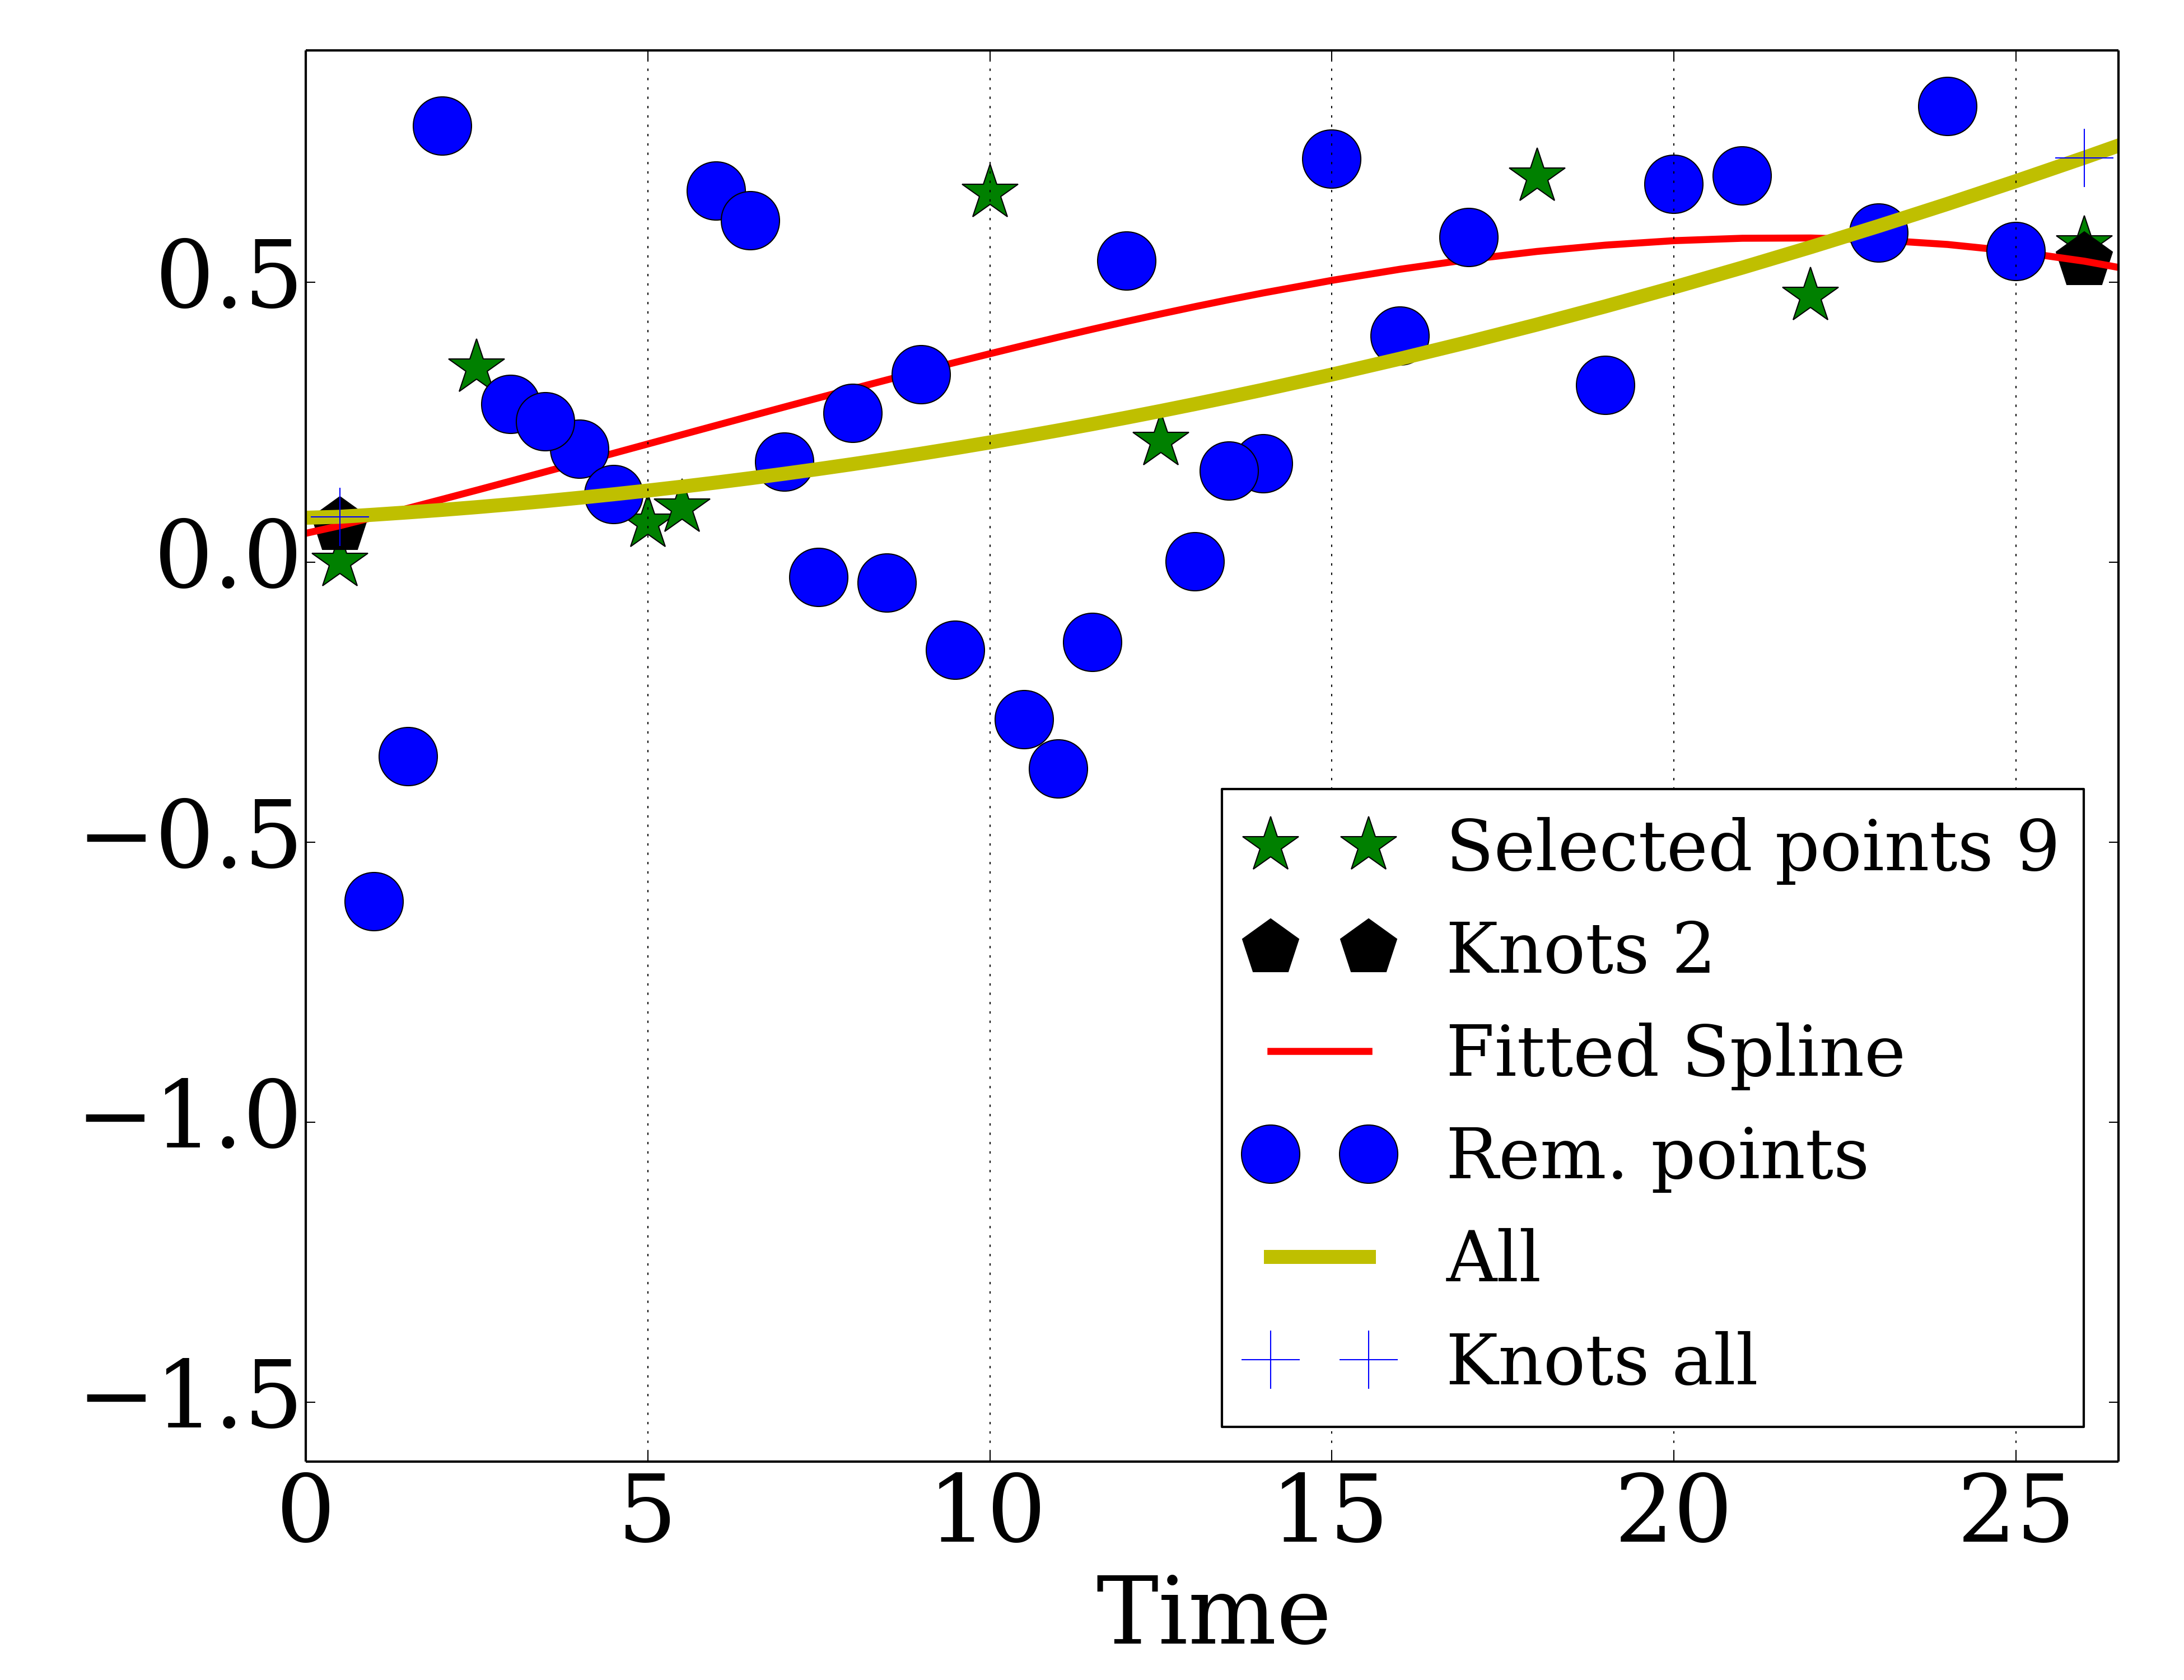 0.5
0.0
−0.5
−1.0
−1.5
Selected points 9
Knots 2
Fitted Spline
Rem. points
All
Knots all
0 5 10 15 20 25
Time